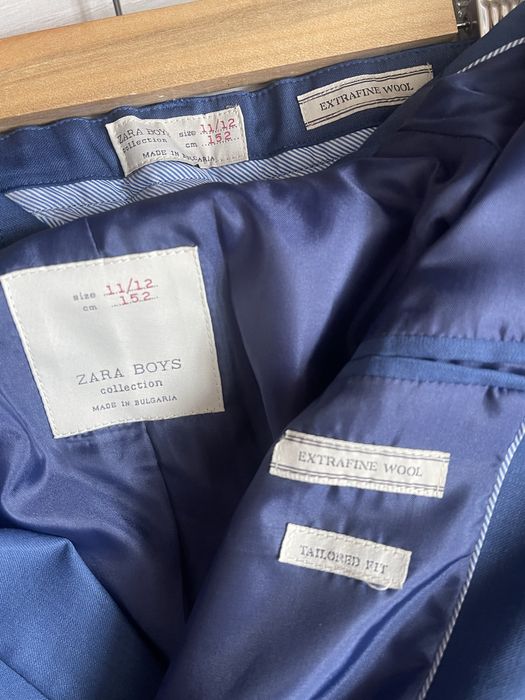 ZARA BOYS
collection
size 11/12
cm 152
MADE IN BULGARIA
EXTRAFINE WOOL
size 11/12
cm 152
ZARA BOYS
collection
MADE IN BULGARIA
EXTRAFINE WOOL
TAILORED FIT